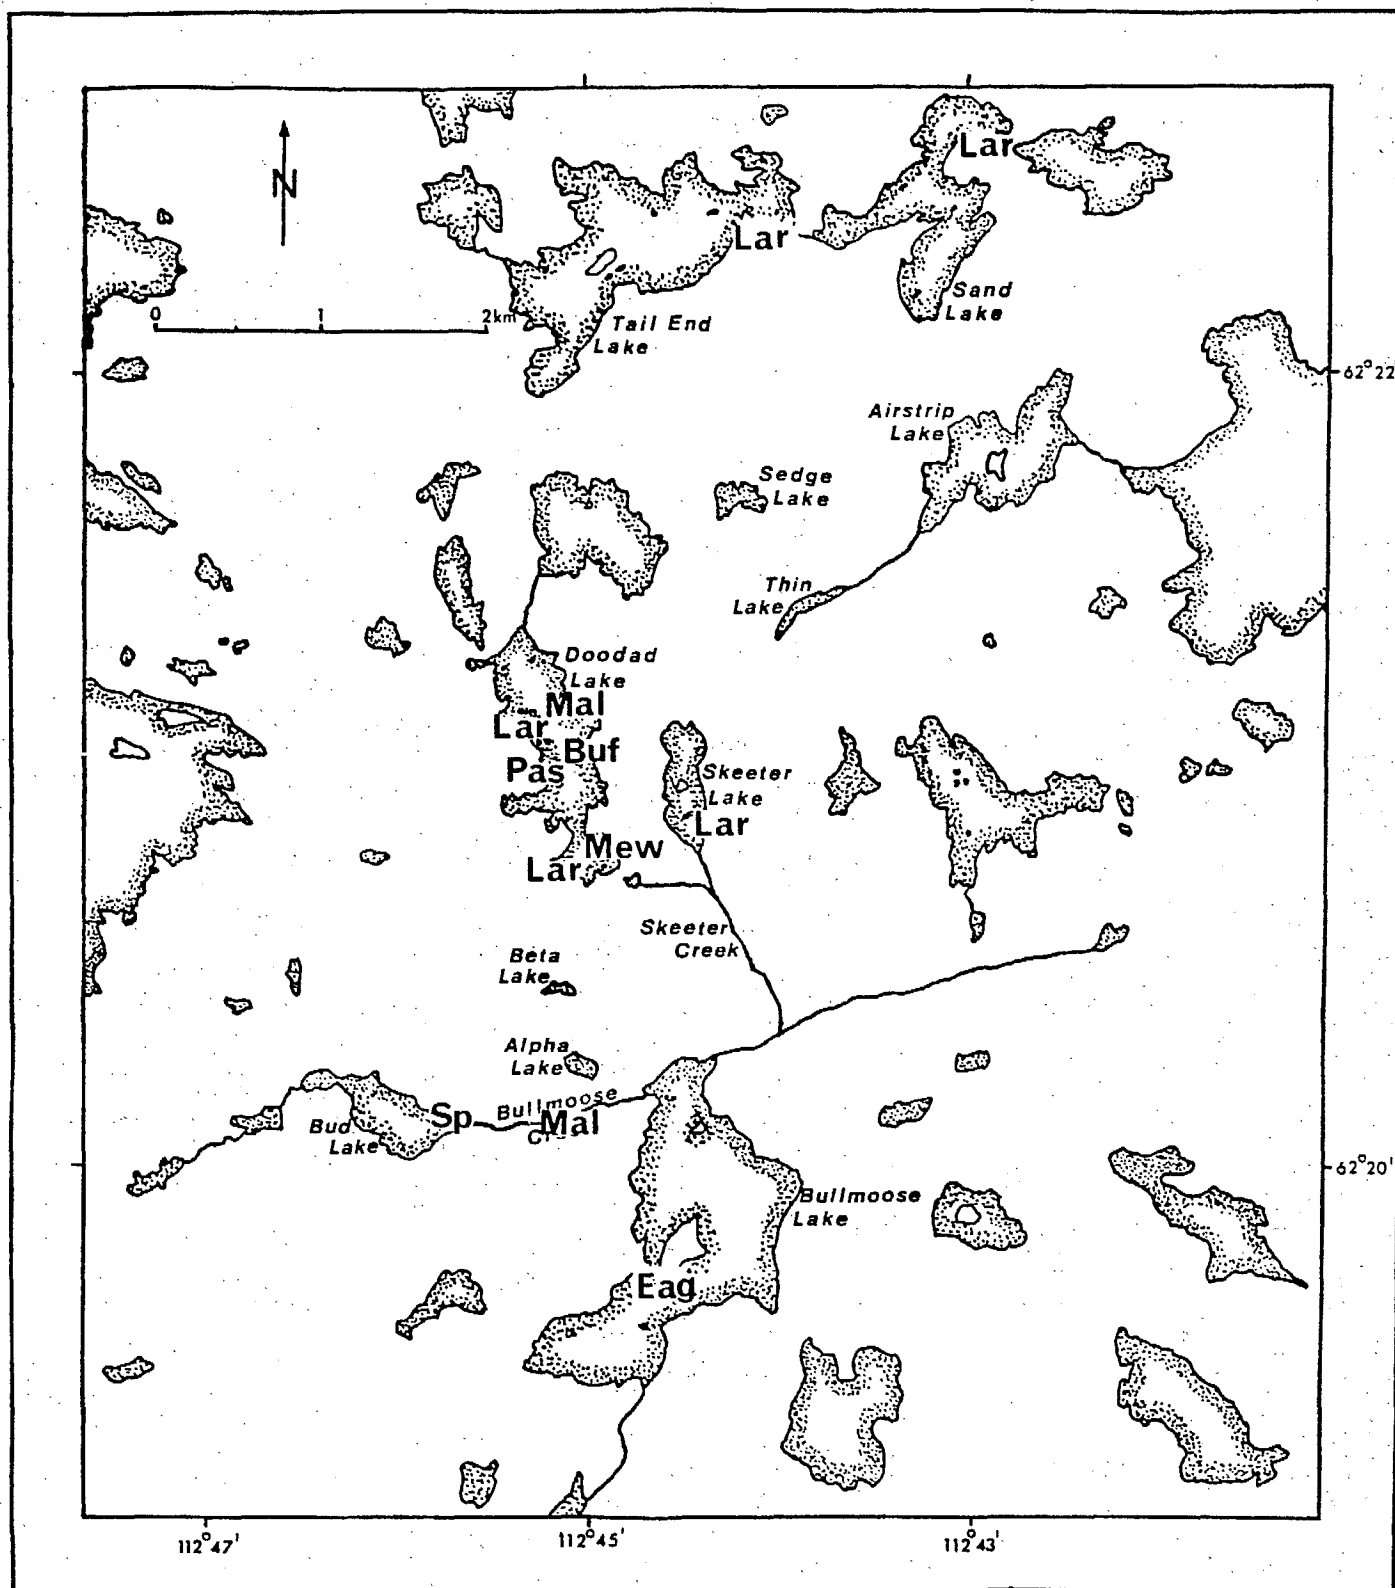 Lar
N
Lar
Sand
Lake
0 1 2km
Tail End
Lake
62°22'
Airstrip
Lake
Sedge
Lake
Thin
Lake
Doodad
Lake
Mal
Lar
Buf
Pas
Skeeter
Lake
Lar
Mew
Lar
Skeeter
Creek
Beta
Lake
Alpha
Lake
Bullmoose
Sp
Mal
Bud
Lake
62°20'
Bullmoose
Lake
Eag
112°47' 112°45' 112°43'